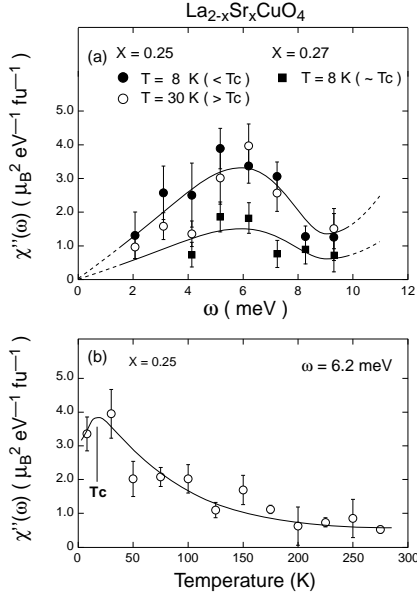 La2-xSrxCuO4
(a)
X = 0.25
X = 0.27
T = 8 K ( < Tc )
T = 8 K ( ~ Tc )
T = 30 K ( > Tc )
χ''(ω) ( μB² eV⁻¹ fu⁻¹ )
5.0
4.0
3.0
2.0
1.0
0
0
2
4
6
8
10
12
ω ( meV )
(b)
X = 0.25
ω = 6.2 meV
χ''(ω) ( μB² eV⁻¹ fu⁻¹ )
5.0
4.0
3.0
2.0
1.0
0
Tc
0
50
100
150
200
250
300
Temperature (K)